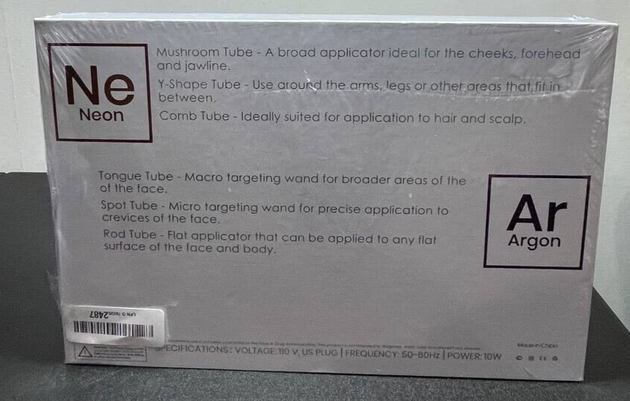 Ne
Neon
Mushroom Tube - A broad applicator ideal for the cheeks, forehead
and jawline.
Y-Shape Tube - Use around the arms, legs or other areas that fit in
between.
Comb Tube - Ideally suited for application to hair and scalp.
Tongue Tube - Macro targeting wand for broader areas of the
of the face.
Spot Tube - Micro targeting wand for precise application to
crevices of the face.
Rod Tube - Flat applicator that can be applied to any flat
surface of the face and body.
Ar
Argon
2487
SPECIFICATIONS: VOLTAGE: 110 V, US PLUG | FREQUENCY: 50-60Hz | POWER: 10W
Made in China